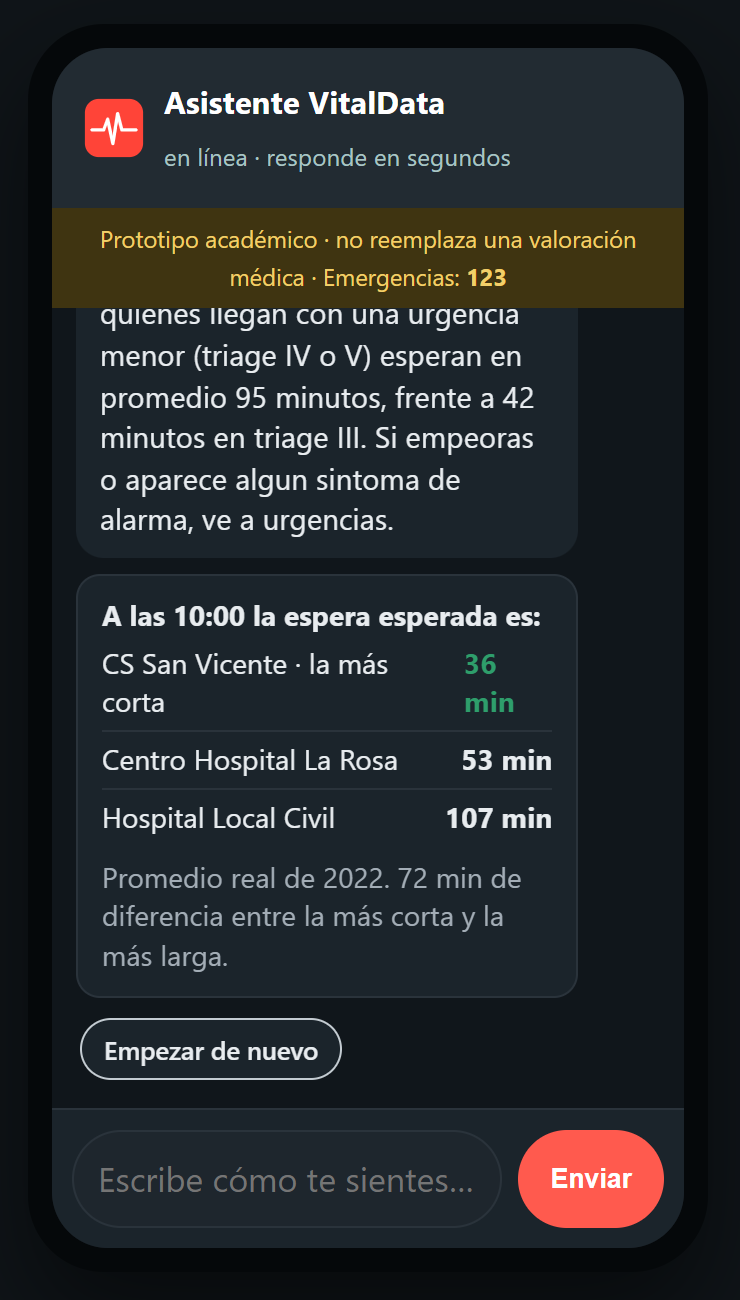 Asistente VitalData
en línea · responde en segundos
Prototipo académico · no reemplaza una valoración
médica · Emergencias: 123
quienes llegan con una urgencia
menor (triage IV o V) esperan en
promedio 95 minutos, frente a 42
minutos en triage III. Si empeoras
o aparece algun sintoma de
alarma, ve a urgencias.
A las 10:00 la espera esperada es:
CS San Vicente · la más
corta
36
min
Centro Hospital La Rosa 53 min
Hospital Local Civil 107 min
Promedio real de 2022. 72 min de
diferencia entre la más corta y la
más larga.
Empezar de nuevo
Escribe cómo te sientes...
Enviar